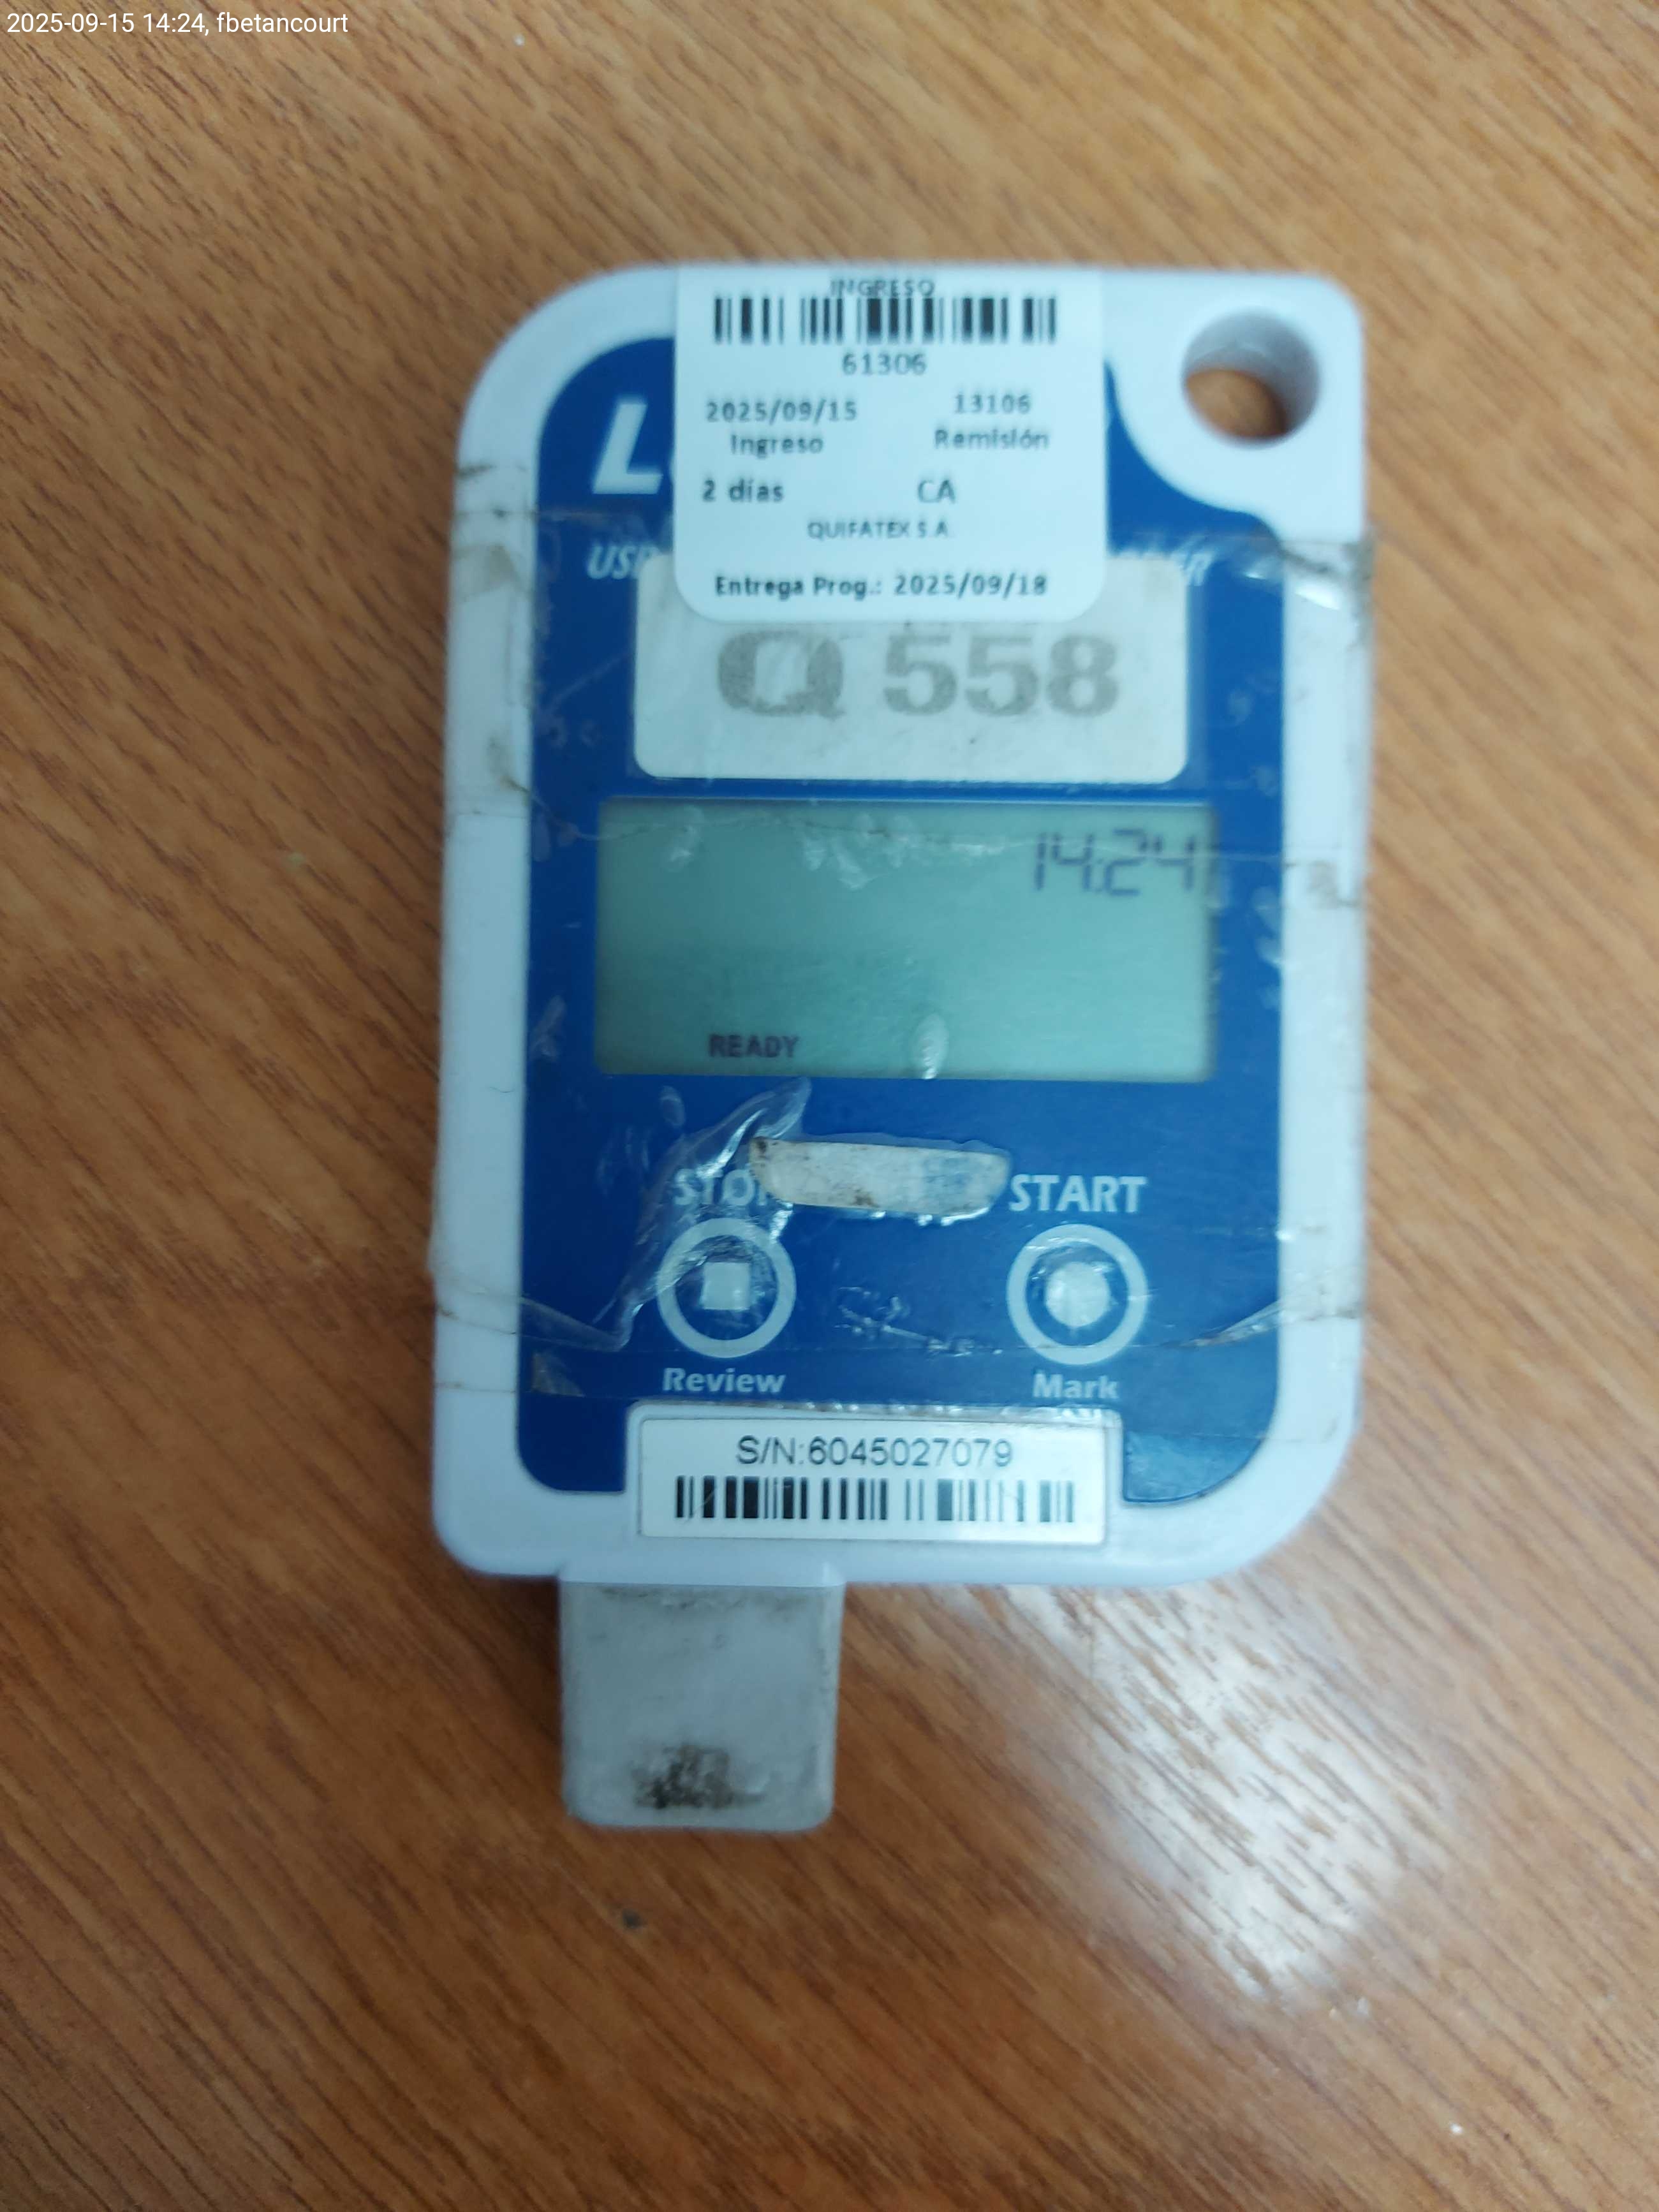 2025-09-15 14:24, fbetancourt
INGRESO
61306
2025/09/15 13106
Ingreso Remisión
2 días CA
QUIFATEX S.A.
Entrega Prog.: 2025/09/18
Q 558
14:24
READY
START
Review Mark
S/N:6045027079